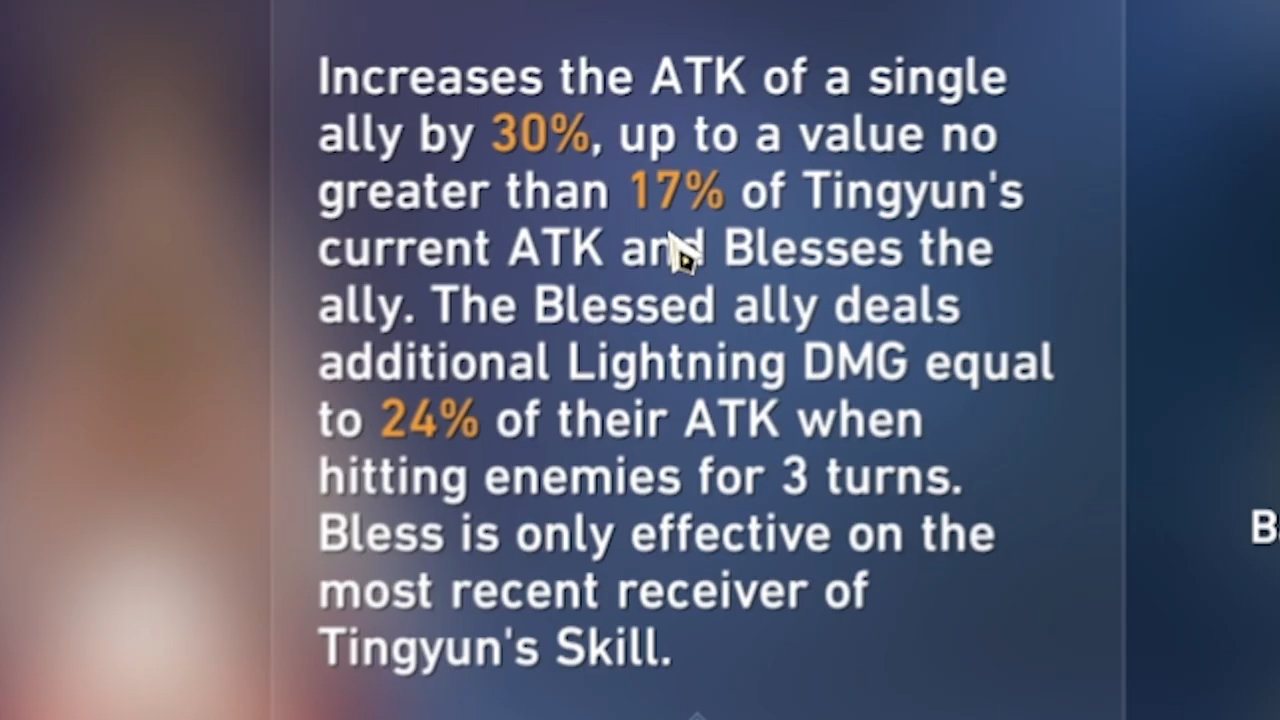 Increases the ATK of a single
ally by 30%, up to a value no
greater than 17% of Tingyun's
current ATK and Blesses the
ally. The Blessed ally deals
additional Lightning DMG equal
to 24% of their ATK when
hitting enemies for 3 turns.
Bless is only effective on the
most recent receiver of
Tingyun's Skill.